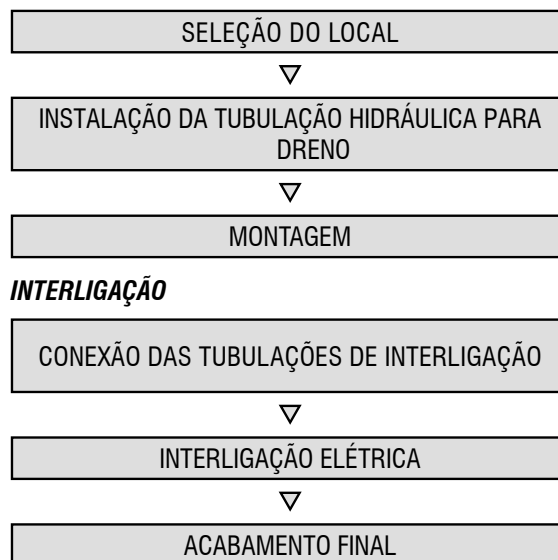 SELEÇÃO DO LOCAL
INSTALAÇÃO DA TUBULAÇÃO HIDRÁULICA PARA
DRENO
MONTAGEM
INTERLIGAÇÃO
CONEXÃO DAS TUBULAÇÕES DE INTERLIGAÇÃO
INTERLIGAÇÃO ELÉTRICA
ACABAMENTO FINAL